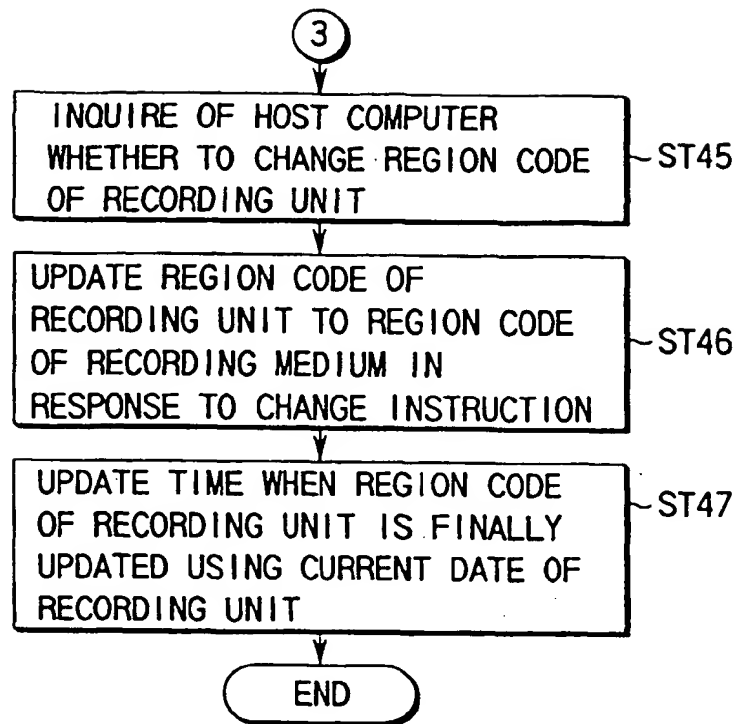 3
INQUIRE OF HOST COMPUTER
WHETHER TO CHANGE REGION CODE
OF RECORDING UNIT
ST45
UPDATE REGION CODE OF
RECORDING UNIT TO REGION CODE
OF RECORDING MEDIUM IN
RESPONSE TO CHANGE INSTRUCTION
ST46
UPDATE TIME WHEN REGION CODE
OF RECORDING UNIT IS FINALLY
UPDATED USING CURRENT DATE OF
RECORDING UNIT
ST47
END